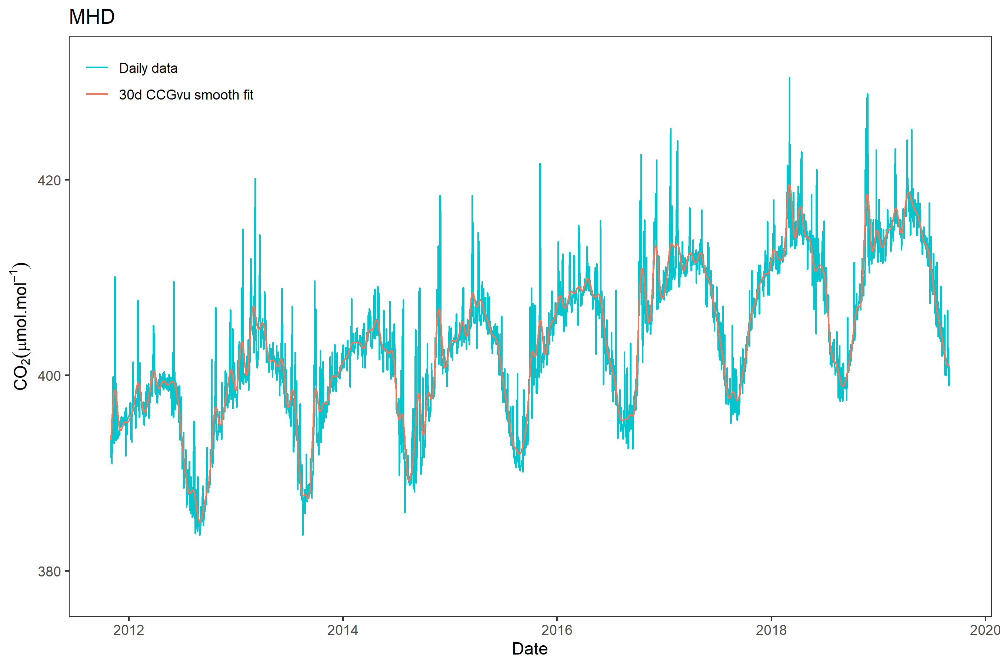 MHD
Daily data
30d CCGvu smooth fit
CO₂(μmol.mol⁻¹)
420
400
380
2012 2014 2016 2018 2020
Date